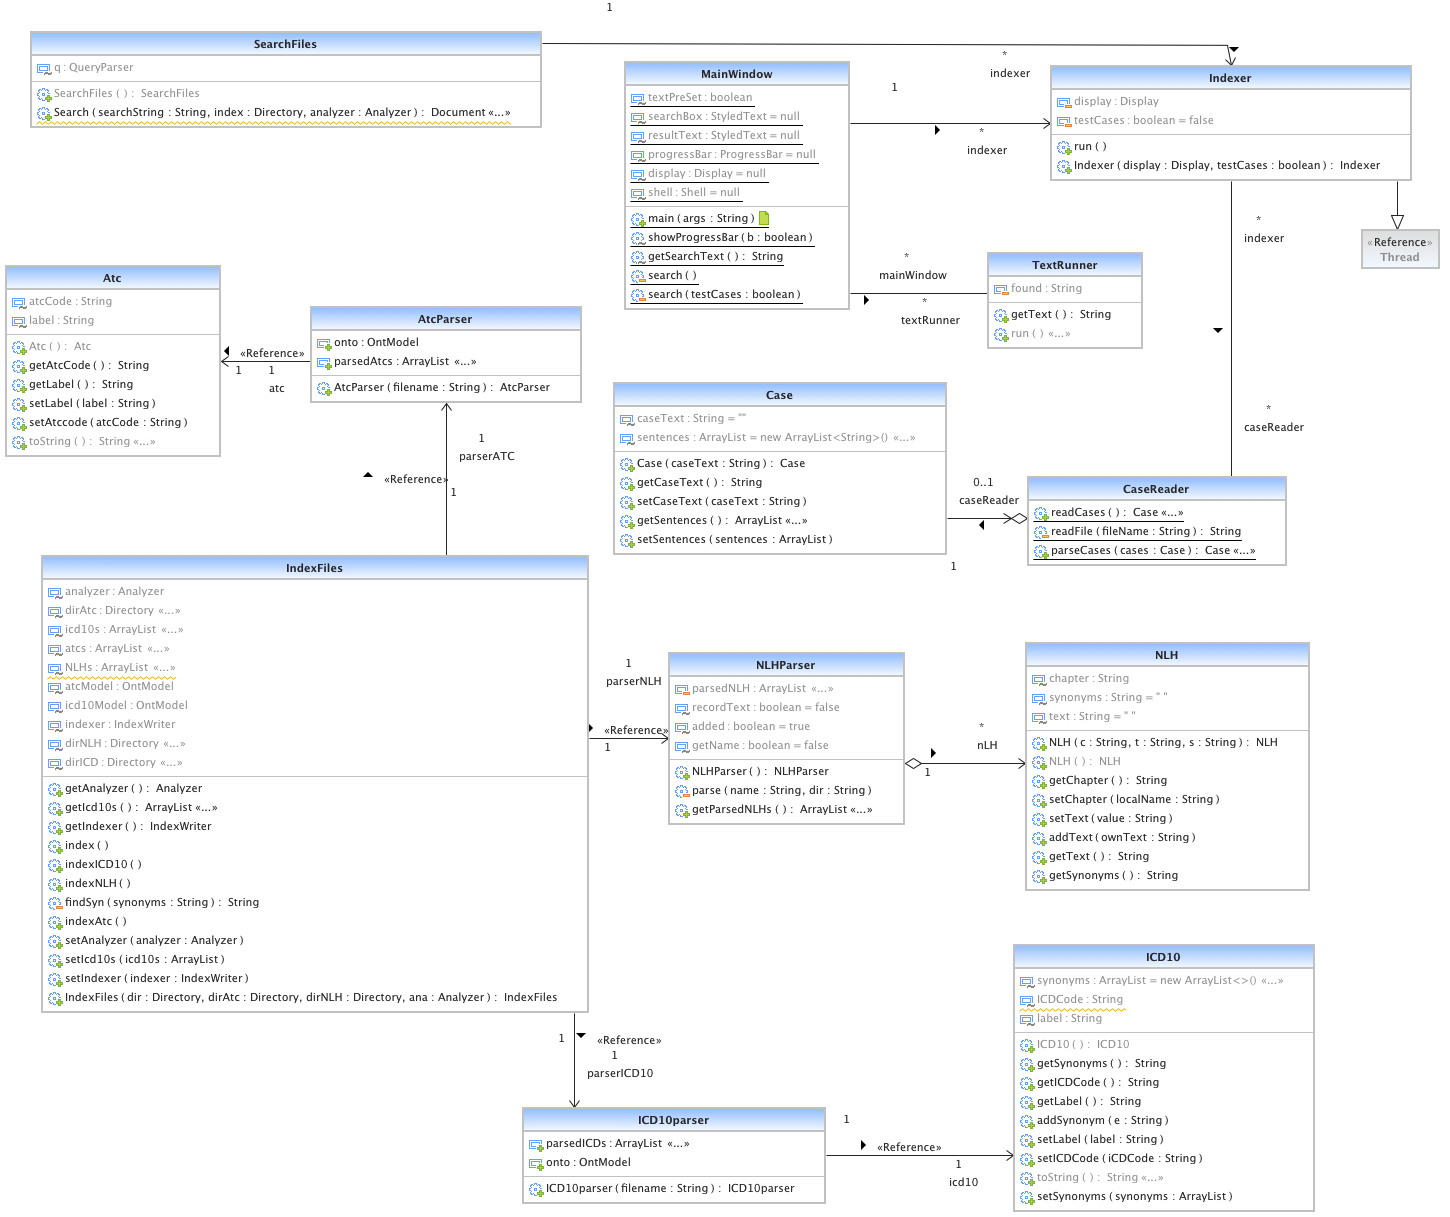 1
SearchFiles
q : QueryParser
SearchFiles ( ) : SearchFiles
Search ( searchString : String, index : Directory, analyzer : Analyzer ) : Document «...»
*
indexer
MainWindow
textPreSet : boolean
searchBox : StyledText = null
resultText : StyledText = null
progressBar : ProgressBar = null
display : Display = null
shell : Shell = null
main ( args : String )
showProgressBar ( b : boolean )
getSearchText ( ) : String
search ( )
search ( testCases : boolean )
1
*
indexer
Indexer
display : Display
testCases : boolean = false
run ( )
Indexer ( display : Display, testCases : boolean ) : Indexer
*
indexer
«Reference»
Thread
*
mainWindow
*
textRunner
TextRunner
found : String
getText ( ) : String
run ( ) «...»
Atc
atcCode : String
label : String
Atc ( ) : Atc
getAtcCode ( ) : String
getLabel ( ) : String
setLabel ( label : String )
setAtccode ( atcCode : String )
toString ( ) : String «...»
«Reference»
1
1
atc
AtcParser
onto : OntModel
parsedAtcs : ArrayList «...»
AtcParser ( filename : String ) : AtcParser
1
parserATC
«Reference»
1
Case
caseText : String = ""
sentences : ArrayList = new ArrayList<String>() «...»
Case ( caseText : String ) : Case
getCaseText ( ) : String
setCaseText ( caseText : String )
getSentences ( ) : ArrayList «...»
setSentences ( sentences : ArrayList )
*
caseReader
0..1
caseReader
1
CaseReader
readCases ( ) : Case «...»
readFile ( fileName : String ) : String
parseCases ( cases : Case ) : Case «...»
IndexFiles
analyzer : Analyzer
dirAtc : Directory «...»
icd10s : ArrayList «...»
atcs : ArrayList «...»
NLHs : ArrayList «...»
atcModel : OntModel
icd10Model : OntModel
indexer : IndexWriter
dirNLH : Directory «...»
dirICD : Directory «...»
getAnalyzer ( ) : Analyzer
getIcd10s ( ) : ArrayList «...»
getIndexer ( ) : IndexWriter
index ( )
indexICD10 ( )
indexNLH ( )
findSyn ( synonyms : String ) : String
indexAtc ( )
setAnalyzer ( analyzer : Analyzer )
setIcd10s ( icd10s : ArrayList )
setIndexer ( indexer : IndexWriter )
IndexFiles ( dir : Directory, dirAtc : Directory, dirNLH : Directory, ana : Analyzer ) : IndexFiles
1
parserNLH
«Reference»
1
NLHParser
parsedNLH : ArrayList «...»
recordText : boolean = false
added : boolean = true
getName : boolean = false
NLHParser ( ) : NLHParser
parse ( name : String, dir : String )
getParsedNLHs ( ) : ArrayList «...»
*
nLH
1
NLH
chapter : String
synonyms : String = " "
text : String = " "
NLH ( c : String, t : String, s : String ) : NLH
NLH ( ) : NLH
getChapter ( ) : String
setChapter ( localName : String )
setText ( value : String )
addText ( ownText : String )
getText ( ) : String
getSynonyms ( ) : String
1
«Reference»
1
parserICD10
ICD10parser
parsedICDs : ArrayList «...»
onto : OntModel
ICD10parser ( filename : String ) : ICD10parser
1
«Reference»
1
icd10
ICD10
synonyms : ArrayList = new ArrayList<>() «...»
ICDCode : String
label : String
ICD10 ( ) : ICD10
getSynonyms ( ) : String
getICDCode ( ) : String
getLabel ( ) : String
addSynonym ( e : String )
setLabel ( label : String )
setICDCode ( iCDCode : String )
toString ( ) : String «...»
setSynonyms ( synonyms : ArrayList )